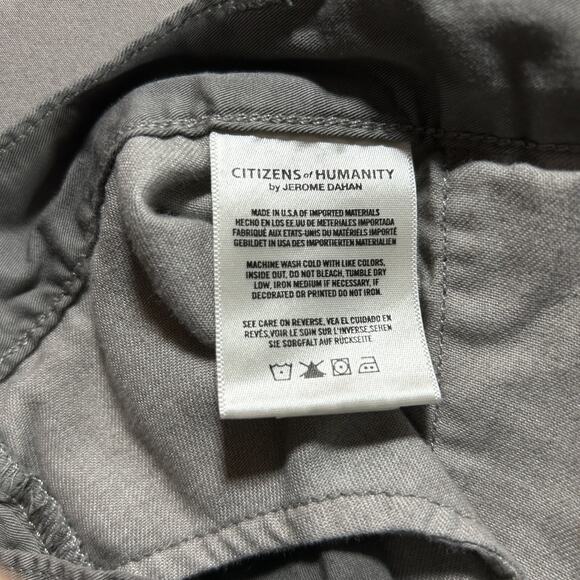 CITIZENS of HUMANITY
by JEROME DAHAN
MADE IN U.S.A OF IMPORTED MATERIALS
HECHO EN LOS EE.UU DE METERIALES IMPORTADA
FABRIQUÉ AUX ETATS-UNIS DU MATÉRIELS IMPORTÉ
GEBILDET IN USA DES IMPORTIERTEN MATERIALIEN
MACHINE WASH COLD WITH LIKE COLORS,
INSIDE OUT, DO NOT BLEACH, TUMBLE DRY
LOW, IRON MEDIUM IF NECESSARY, IF
DECORATED OR PRINTED DO NOT IRON.
SEE CARE ON REVERSE, VEA EL CUIDADO EN
REVÉS, VOIR LE SOIN SUR L'INVERSE, SEHEN
SIE SORGFALT AUF RÜCKSEITE.